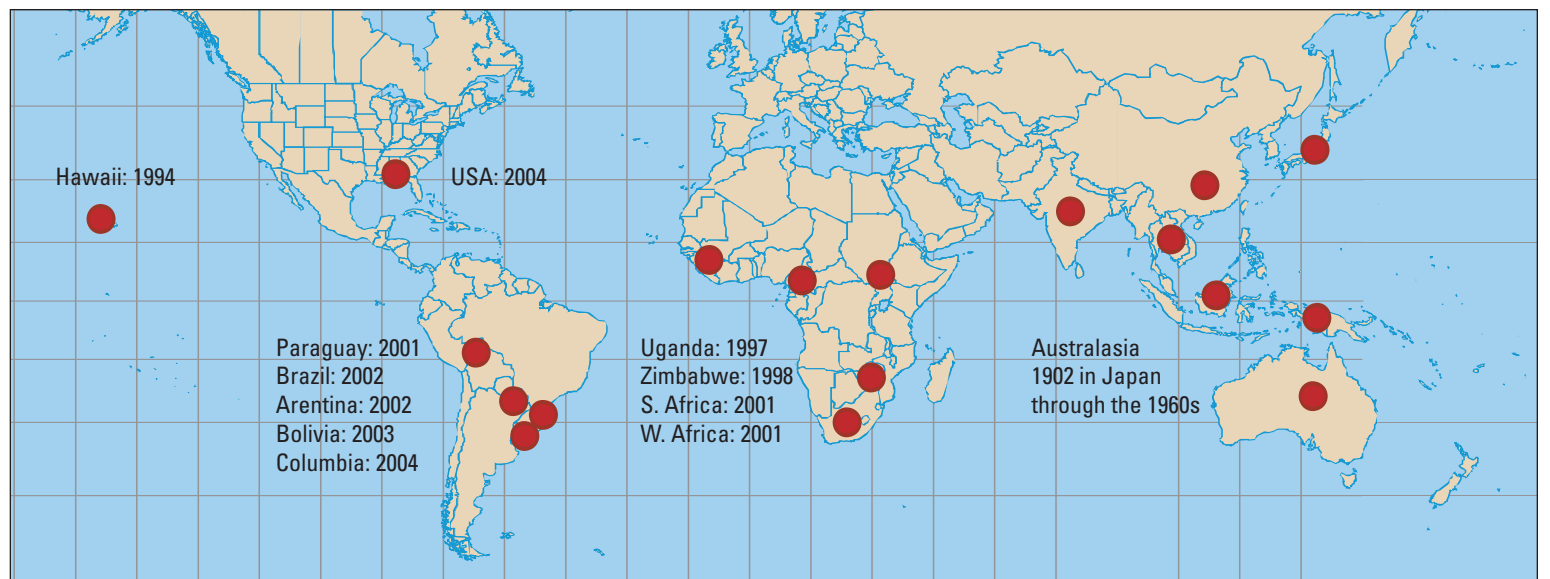 Hawaii: 1994
USA: 2004
Paraguay: 2001
Brazil: 2002
Arentina: 2002
Bolivia: 2003
Columbia: 2004
Uganda: 1997
Zimbabwe: 1998
S. Africa: 2001
W. Africa: 2001
Australasia
1902 in Japan
through the 1960s